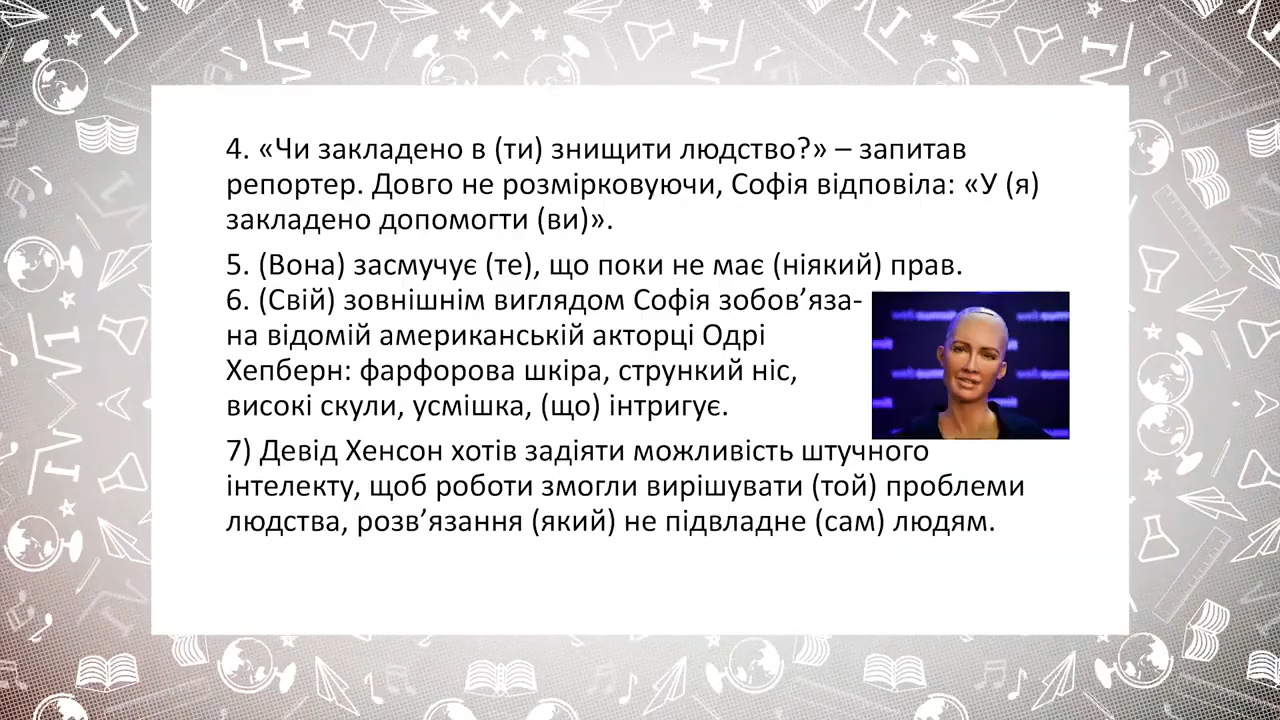 4. «Чи закладено в (ти) знищити людство?» – запитав
репортер. Довго не розмірковуючи, Софія відповіла: «У (я)
закладено допомогти (ви)».
5. (Вона) засмучує (те), що поки не має (ніякий) прав.
6. (Свій) зовнішнім виглядом Софія зобов’яза-
на відомій американській акторці Одрі
Хепберн: фарфорова шкіра, стрункий ніс,
високі скули, усмішка, (що) інтригує.
7) Девід Хенсон хотів задіяти можливість штучного
інтелекту, щоб роботи змогли вирішувати (той) проблеми
людства, розв’язання (який) не підвладне (сам) людям.